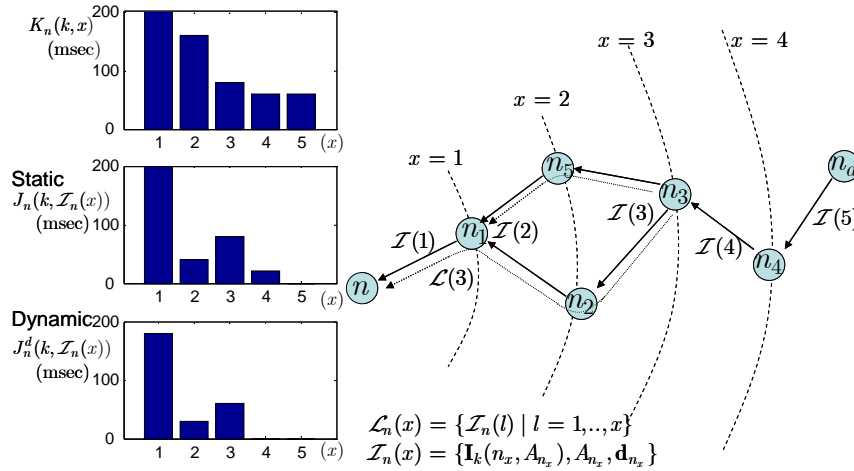 K_n(k, x)
(msec)
200
100
0
1 2 3 4 5 (x)
Static
J_n(k, I_n(x))
(msec)
200
100
0
1 2 3 4 5 (x)
Dynamic
J_n^d(k, I_n(x))
(msec)
200
100
0
1 2 3 4 5 (x)
x = 1
x = 2
x = 3
x = 4
n
n_1
n_5
n_2
n_3
n_4
n_d
I(1)
I(2)
L(3)
I(3)
I(4)
I(5)
L_n(x) = {I_n(l) | l = 1,..,x}
I_n(x) = {I_k(n_x, A_{n_x}), A_{n_x}, d_{n_x}}